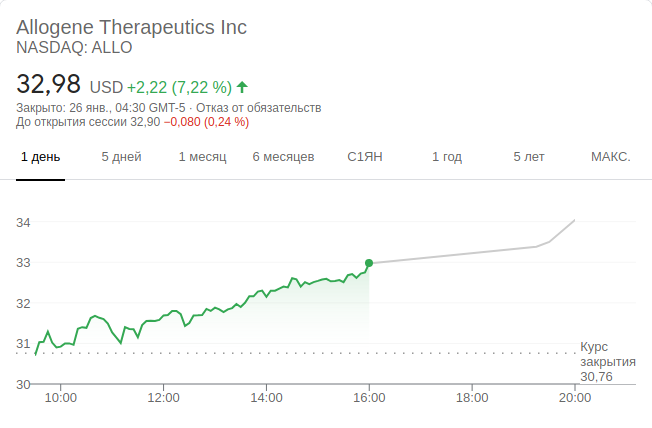 Allogene Therapeutics Inc
NASDAQ: ALLO
32,98 USD +2,22 (7,22 %)
Закрыто: 26 янв., 04:30 GMT-5 · Отказ от обязательств
До открытия сессии 32,90 −0,080 (0,24 %)
1 день 5 дней 1 месяц 6 месяцев С1ЯН 1 год 5 лет МАКС.
34
33
32
31
Курс
закрытия
30,76
30
10:00 12:00 14:00 16:00 18:00 20:00